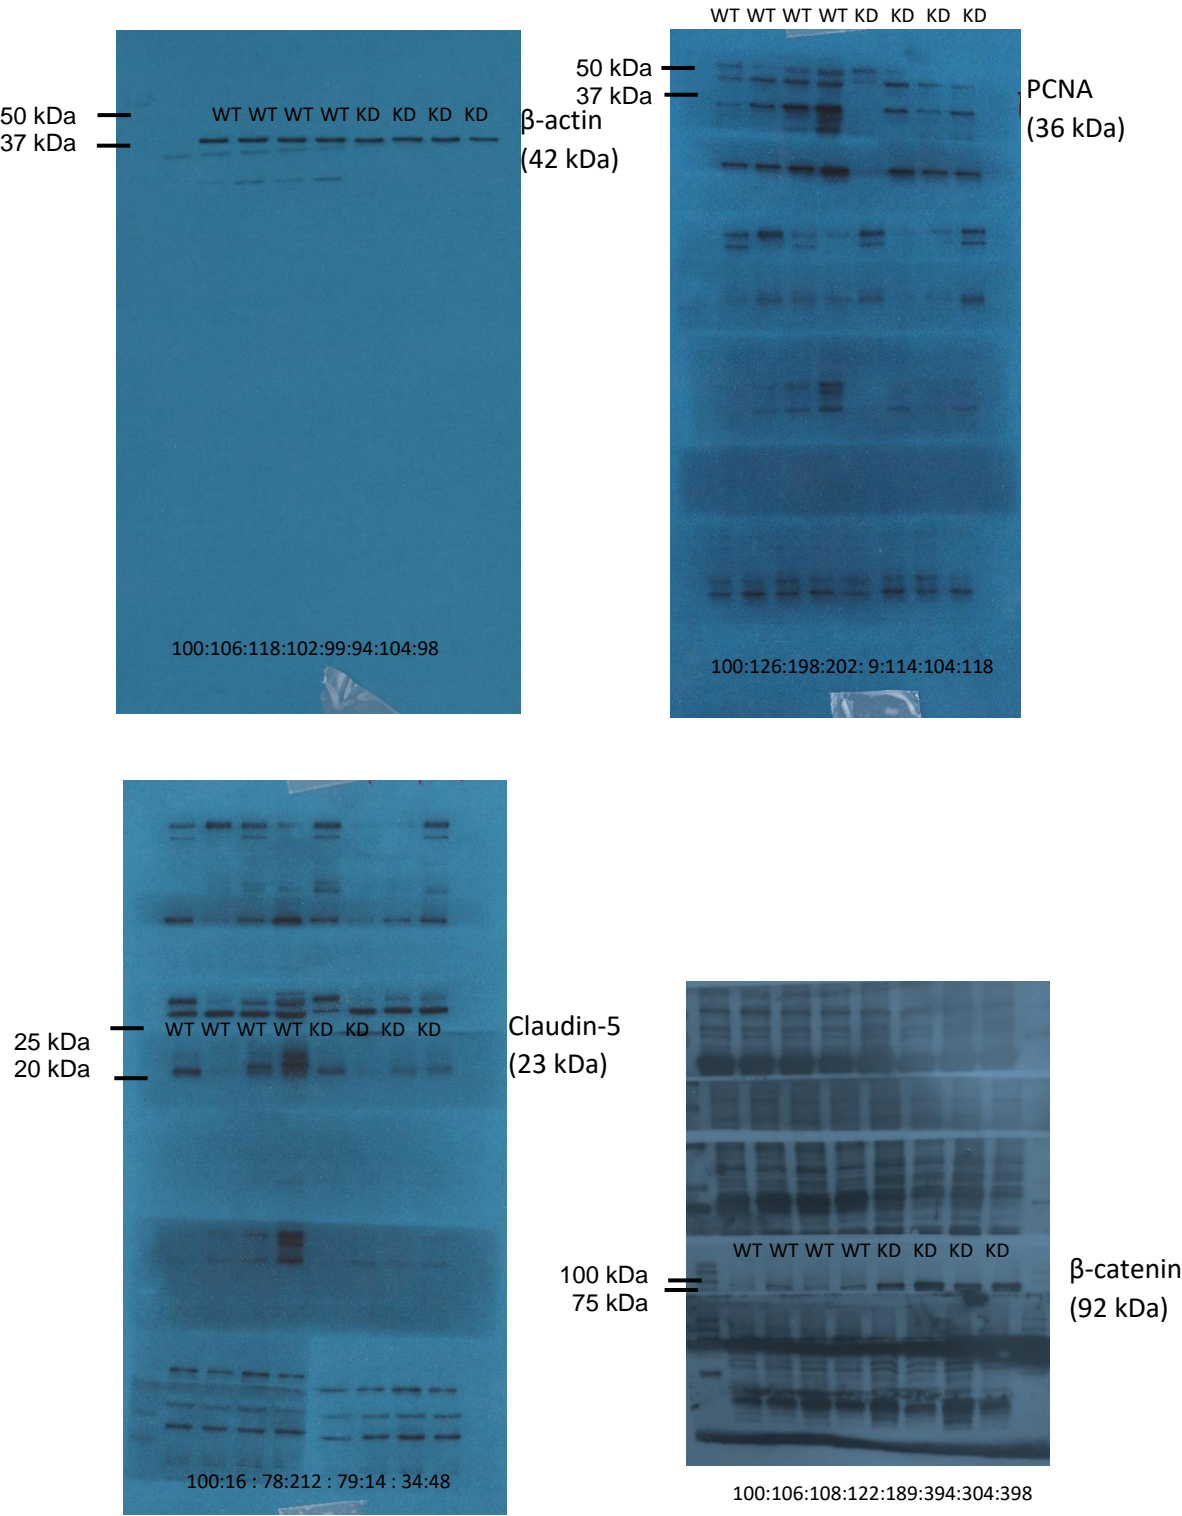 WT WT WT WT KD KD KD KD
50 kDa
37 kDa
PCNA
(36 kDa)
50 kDa
37 kDa
WT WT WT WT KD KD KD KD
β-actin
(42 kDa)
100:106:118:102:99:94:104:98
100:126:198:202: 9:114:104:118
25 kDa
20 kDa
WT WT WT WT KD KD KD KD
Claudin-5
(23 kDa)
100:16 : 78:212 : 79:14 : 34:48
WT WT WT WT KD KD KD KD
100 kDa
75 kDa
β-catenin
(92 kDa)
100:106:108:122:189:394:304:398